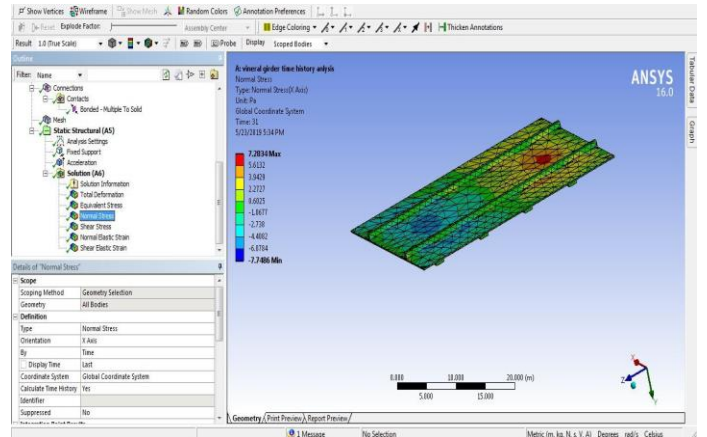 Show Vertices Wireframe Show Mesh Random Colors Annotation Preferences
Reset Explode Factor: Assembly Center Edge Coloring Thicken Annotations
Result 1.0 (True Scale) Probe Display Scoped Bodies
Outline
Filter: Name
Connections
Contacts
Bonded - Multiple To Solid
Mesh
Static Structural (A5)
Analysis Settings
Fixed Support
Acceleration
Solution (A6)
Solution Information
Total Deformation
Equivalent Stress
Normal Stress
Shear Stress
Normal Elastic Strain
Shear Elastic Strain
Details of "Normal Stress"
Scope
Scoping Method Geometry Selection
Geometry All Bodies
Definition
Type Normal Stress
Orientation X Axis
By Time
Display Time Last
Coordinate System Global Coordinate System
Calculate Time History Yes
Identifier
Suppressed No
A: vineral girder time history anlysis
Normal Stress
Type: Normal Stress(X Axis)
Unit: Pa
Global Coordinate System
Time: 31
5/23/2019 5:34 PM
7.2834 Max
5.6132
3.9429
2.2727
0.6025
-1.0677
-2.738
-4.4082
-6.0784
-7.7486 Min
ANSYS
16.0
0.000 10.000 20.000 (m)
5.000 15.000
X
Z
Y
Geometry Print Preview Report Preview
Tabular Data
Graph
1 Message No Selection Metric (m, kg, N, s, V, A) Degrees rad/s Celsius